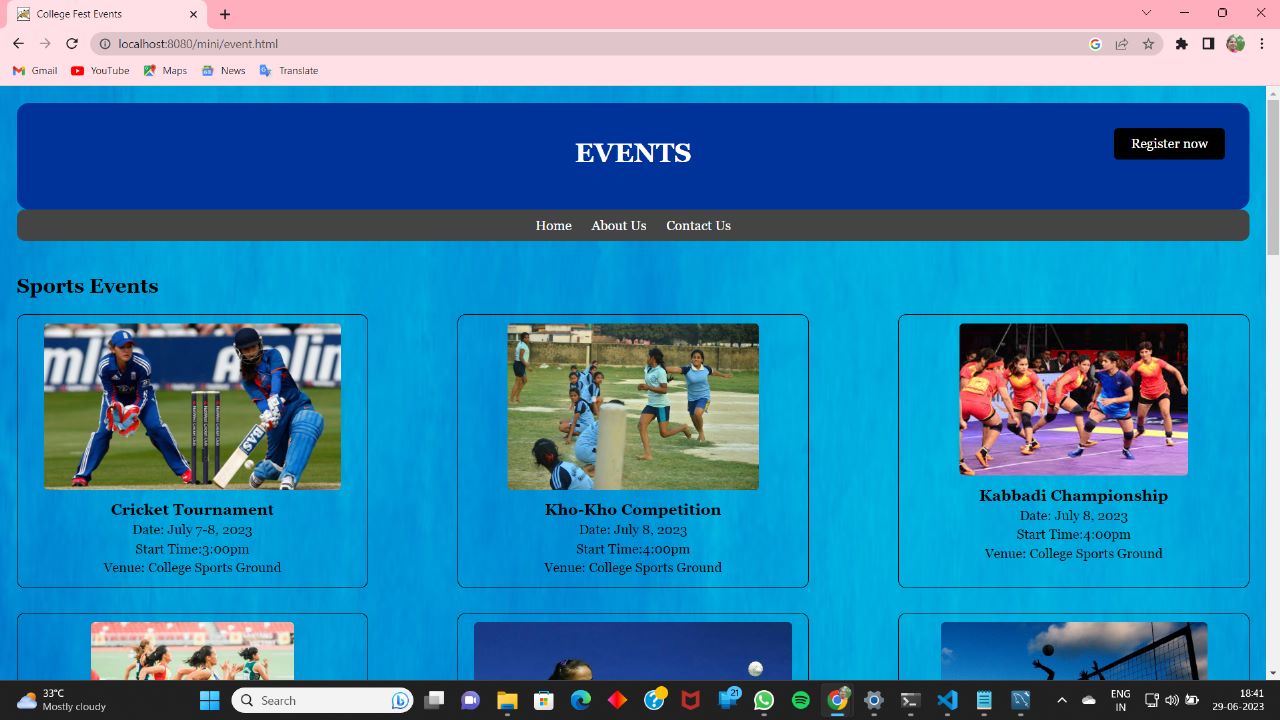 College Fest Events
localhost:8080/mini/event.html
Gmail
YouTube
Maps
News
Translate
EVENTS
Register now
Home
About Us
Contact Us
Sports Events
Cricket Tournament
Date: July 7-8, 2023
Start Time:3:00pm
Venue: College Sports Ground
Kho-Kho Competition
Date: July 8, 2023
Start Time:4:00pm
Venue: College Sports Ground
Kabbadi Championship
Date: July 8, 2023
Start Time:4:00pm
Venue: College Sports Ground
33°C
Mostly cloudy
Search
21
ENG
IN
18:41
29-06-2023